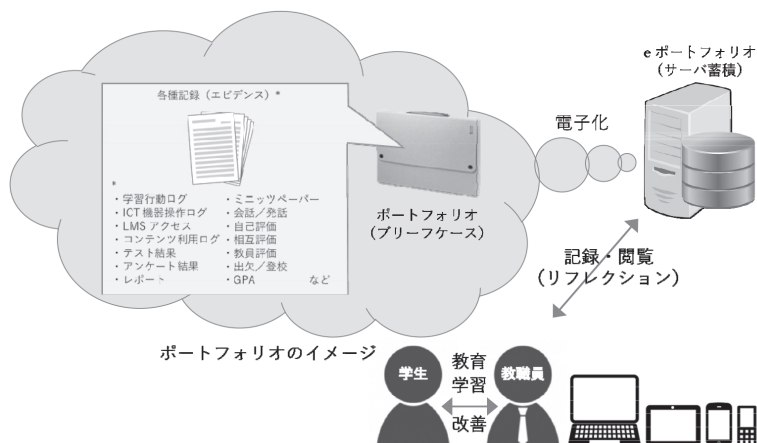 eポートフォリオ
(サーバ蓄積)
各種記録(エビデンス)*
電子化
*
・学習行動ログ
・ICT機器操作ログ
・LMSアクセス
・コンテンツ利用ログ
・テスト結果
・アンケート結果
・レポート
・ミニッツペーパー
・会話/発話
・自己評価
・相互評価
・教員評価
・出欠/登校
・GPA など
ポートフォリオ
(ブリーフケース)
記録・閲覧
(リフレクション)
ポートフォリオのイメージ
学生
教育
学習
改善
教職員